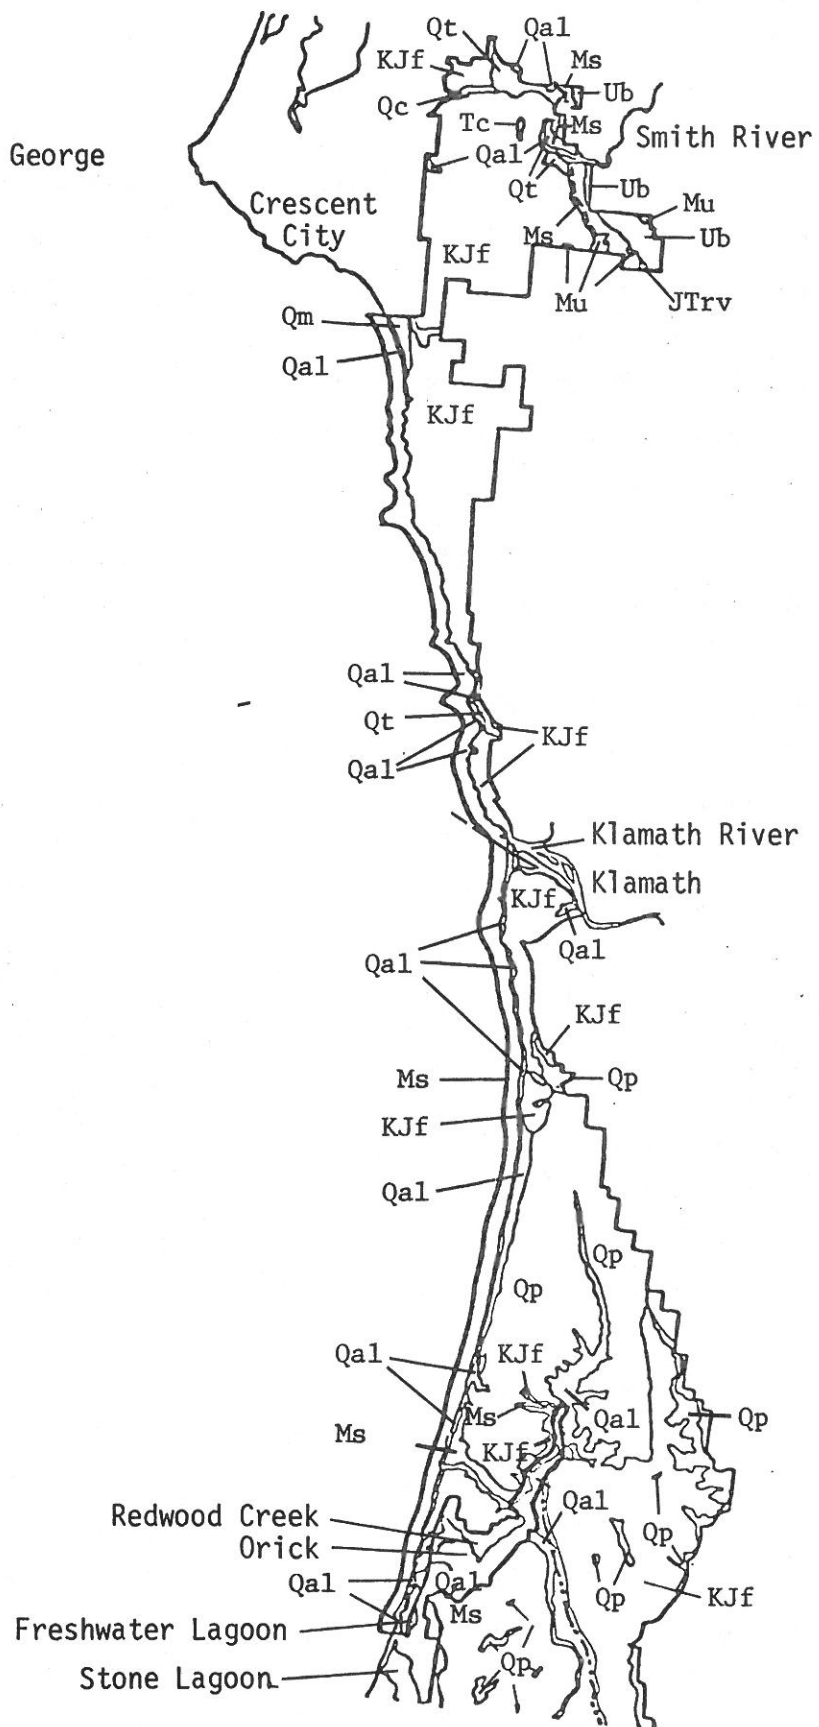 Qt Qal
KJf Ms
Ub
Qc
Tc Ms
Smith River
George Qal
Qt Ub
Crescent Mu
City Ms Ub
KJf
Mu JTrv
Qm
Qal
KJf
Qal
Qt
KJf
Qal
Klamath River
Klamath
KJf
Qal
Qal
KJf
Ms Qp
KJf
Qal
Qp
Qp
Qal KJf
Ms Qal Qp
Ms
KJf
Qal
Redwood Creek
Qp
Orick
Qal Qal
Qp KJf
Ms
Freshwater Lagoon
Qp
Stone Lagoon